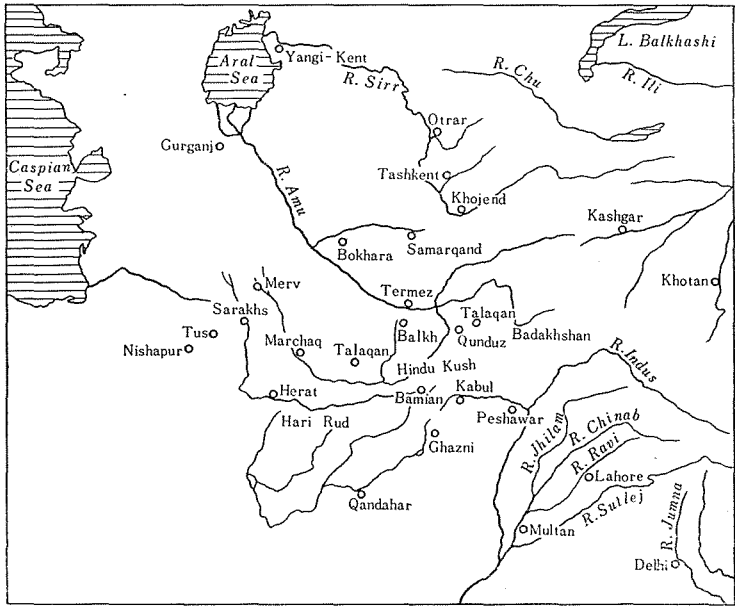 L. Balkhashi
Aral
Sea
Yangi-Kent
R. Sirr
R. Chu
R. Ili
Otrar
Gurganj
Caspian
Sea
R. Amu
Tashkent
Khojend
Kashgar
Bokhara
Samarqand
Khotan
Merv
Termez
Sarakhs
Talaqan
Tus
Marchaq
Balkh
Qunduz
Badakhshan
Nishapur
Talaqan
Hindu Kush
R. Indus
Herat
Bamian
Kabul
Peshawar
Hari Rud
R. Jhilam
R. Chinab
Ghazni
R. Ravi
Lahore
Qandahar
R. Sutlej
R. Jumna
Multan
Delhi